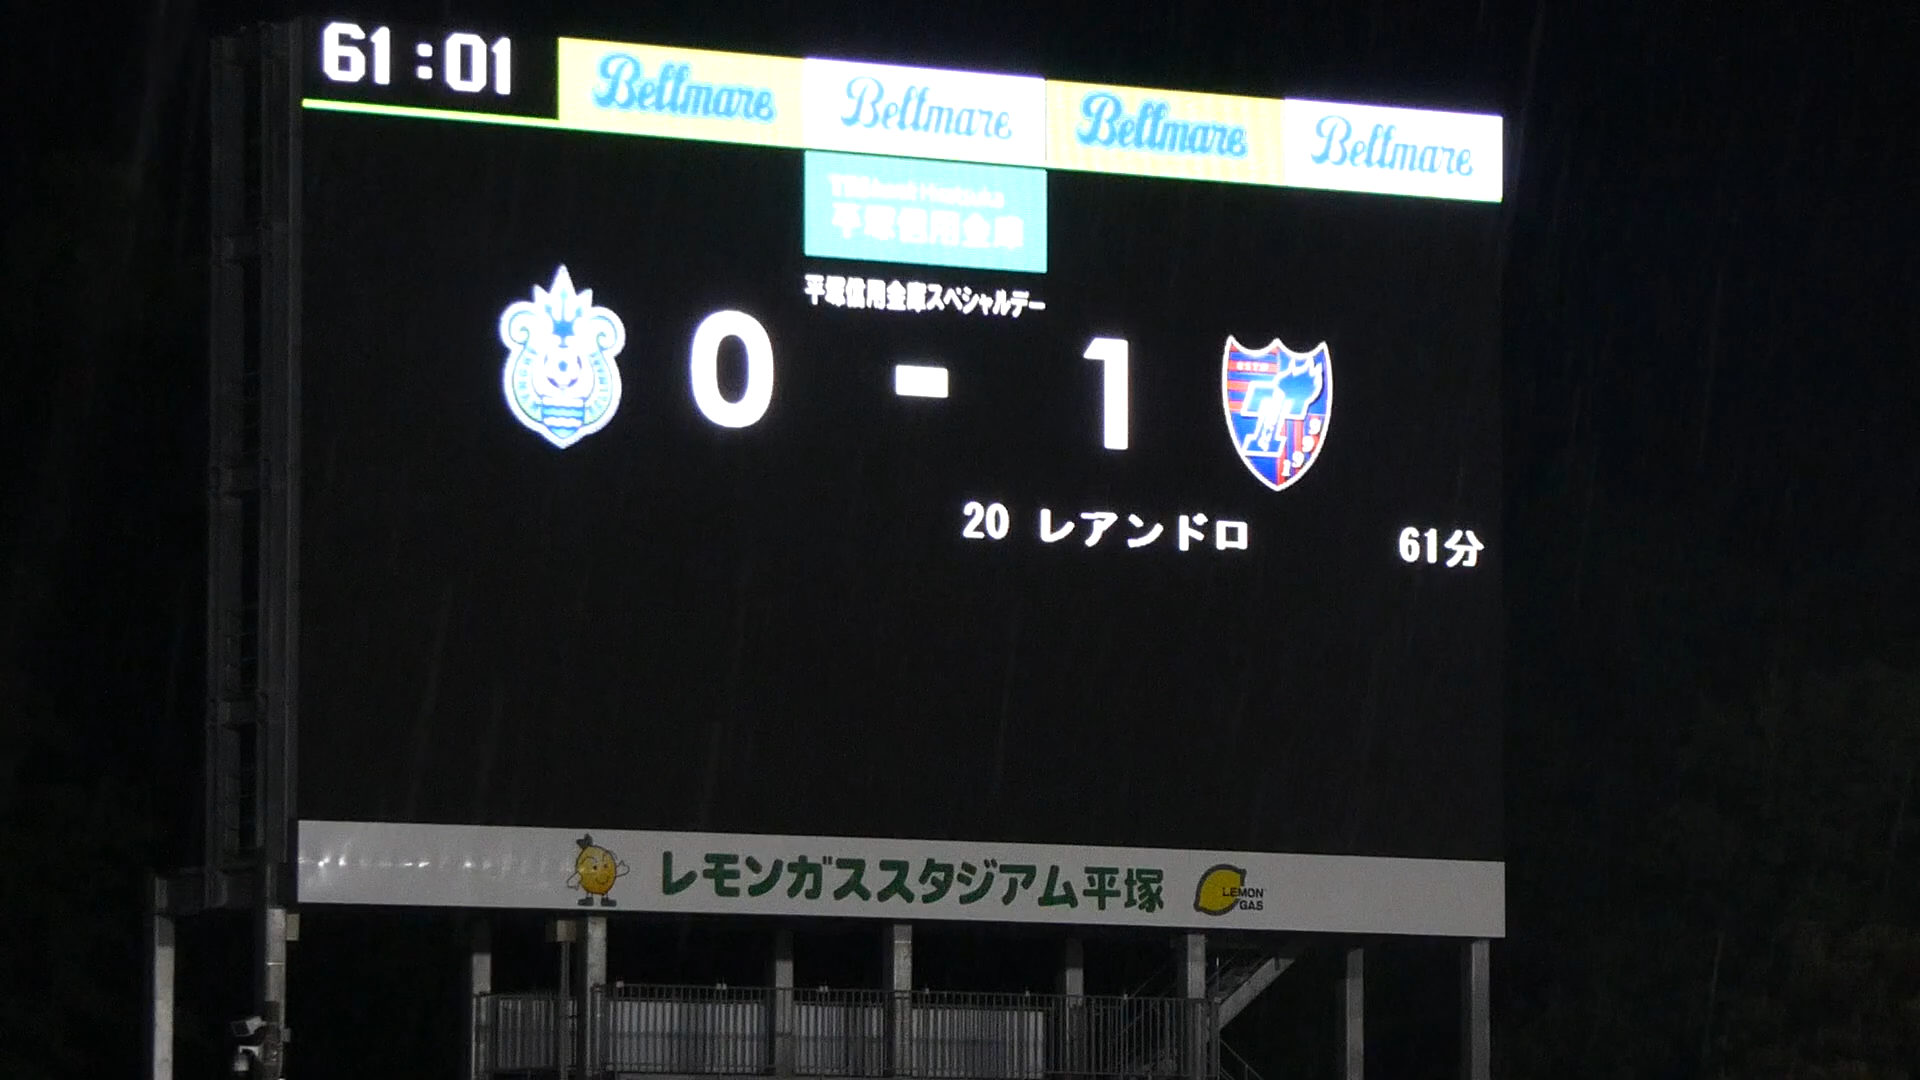 61:01
Bellmare Bellmare Bellmare Bellmare
平塚信用金庫
平塚信用金庫スペシャルデー
0 - 1
1999
20 レアンドロ 61分
レモンガススタジアム平塚
LEMON
GAS